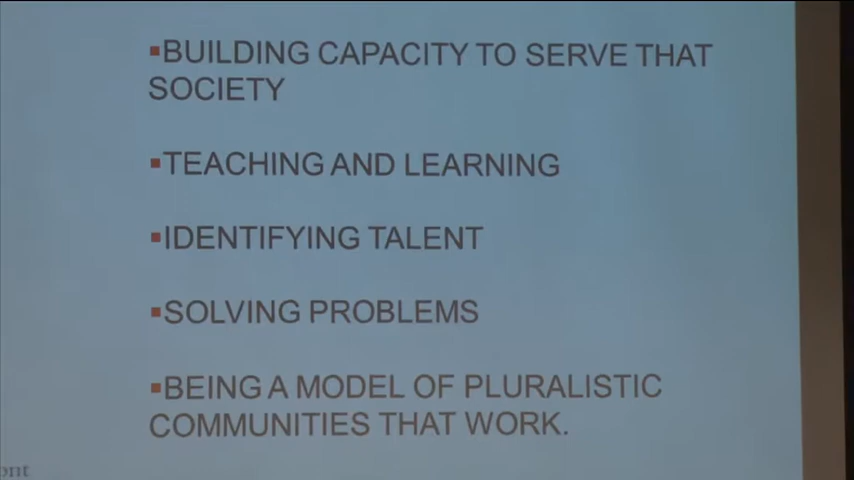 ▪BUILDING CAPACITY TO SERVE THAT
SOCIETY
▪TEACHING AND LEARNING
▪IDENTIFYING TALENT
▪SOLVING PROBLEMS
▪BEING A MODEL OF PLURALISTIC
COMMUNITIES THAT WORK.